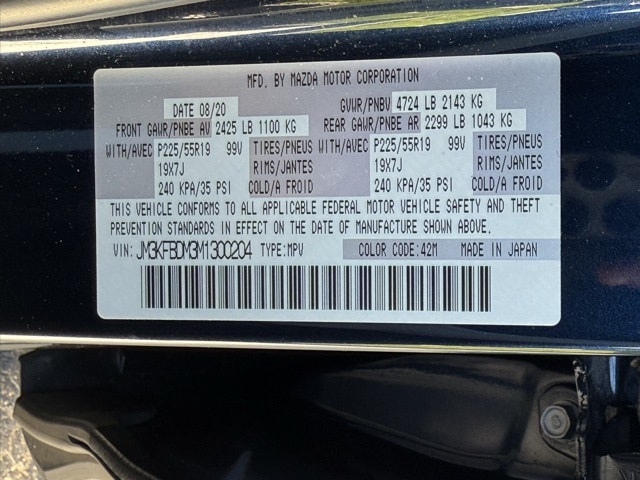 MFD. BY MAZDA MOTOR CORPORATION
DATE 08/20 GVWR/PNBV 4724 LB 2143 KG
FRONT GAWR/PNBE AV 2425 LB 1100 KG REAR GAWR/PNBE AR 2299 LB 1043 KG
WITH/AVEC P225/55R19 99V TIRES/PNEUS WITH/AVEC P225/55R19 99V TIRES/PNEUS
19X7J RIMS/JANTES 19X7J RIMS/JANTES
240 KPA/35 PSI COLD/A FROID 240 KPA/35 PSI COLD/A FROID
THIS VEHICLE CONFORMS TO ALL APPLICABLE FEDERAL MOTOR VEHICLE SAFETY AND THEFT
PREVENTION STANDARDS IN EFFECT ON THE DATE OF MANUFACTURE SHOWN ABOVE.
VIN: JM3KFBDM3M1300204 TYPE: MPV COLOR CODE: 42M MADE IN JAPAN